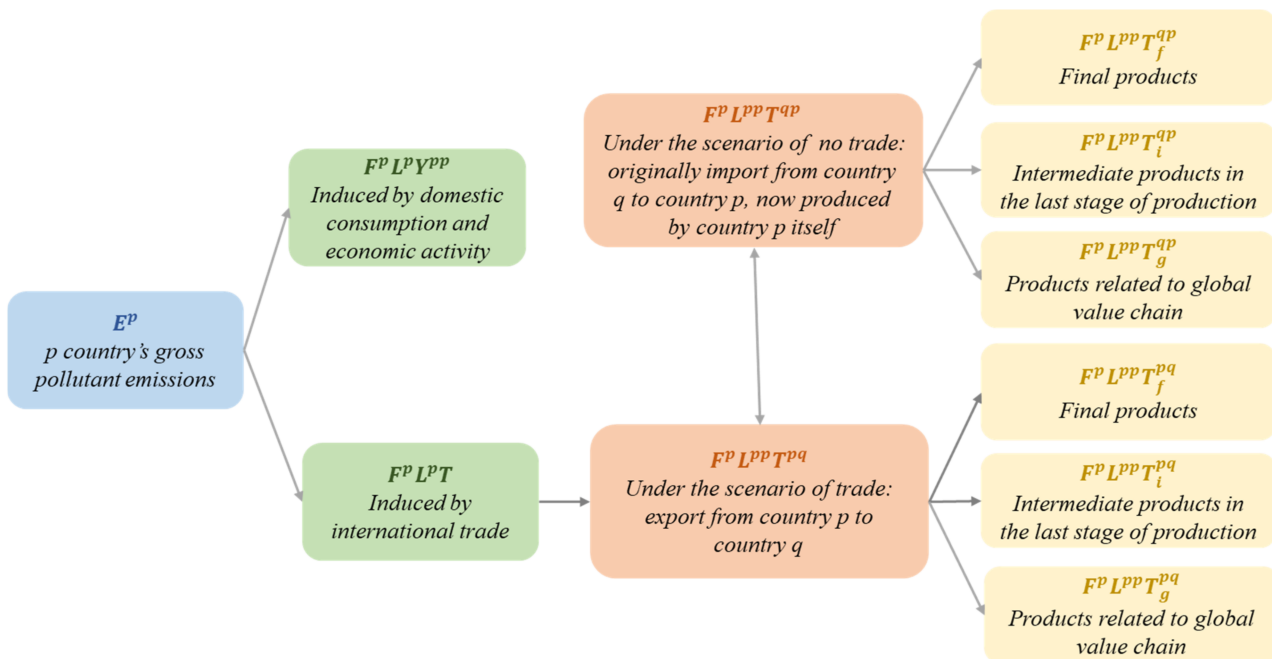 E^p
p country's gross
pollutant emissions
F^p L^p Y^pp
Induced by domestic
consumption and
economic activity
F^p L^p T
Induced by
international trade
F^p L^pp T^qp
Under the scenario of no trade:
originally import from country
q to country p, now produced
by country p itself
F^p L^pp T^pq
Under the scenario of trade:
export from country p to
country q
F^p L^pp T_f^qp
Final products
F^p L^pp T_i^qp
Intermediate products in
the last stage of production
F^p L^pp T_g^qp
Products related to global
value chain
F^p L^pp T_f^pq
Final products
F^p L^pp T_i^pq
Intermediate products in
the last stage of production
F^p L^pp T_g^pq
Products related to global
value chain